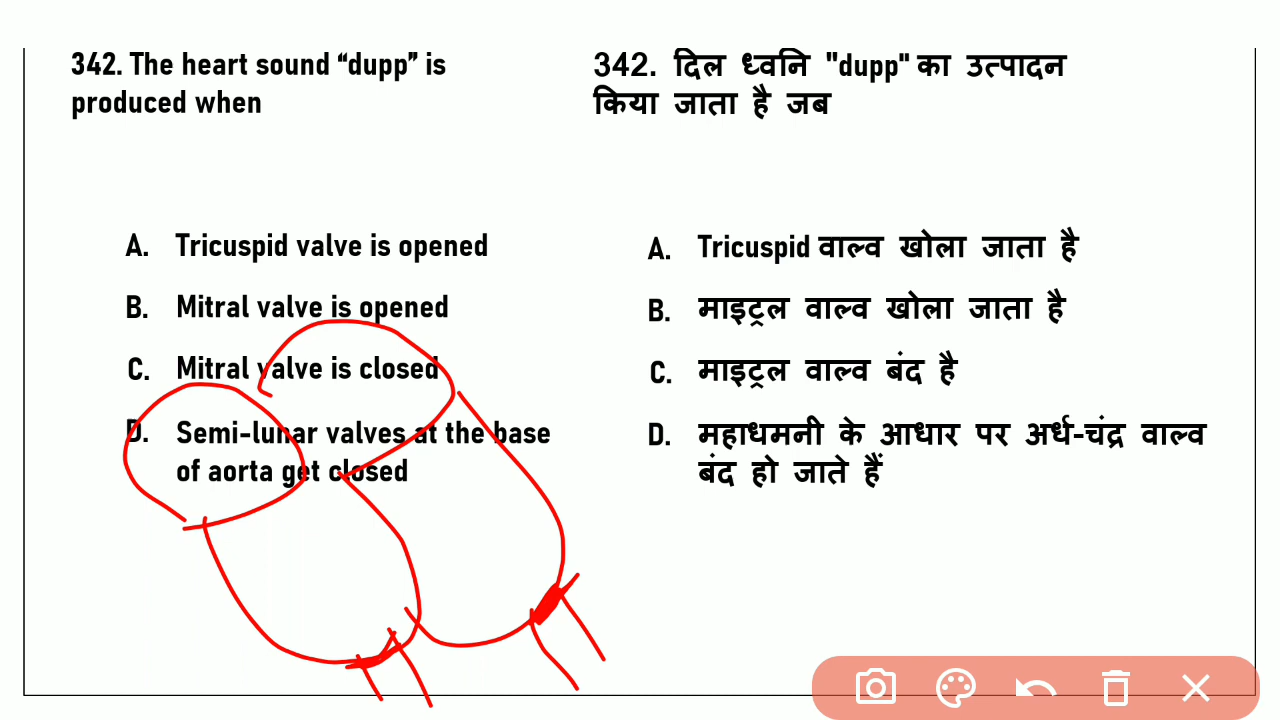 342. The heart sound “dupp” is
produced when
A. Tricuspid valve is opened
B. Mitral valve is opened
C. Mitral valve is closed
D. Semi-lunar valves at the base
of aorta get closed
342. दिल ध्वनि "dupp" का उत्पादन
किया जाता है जब
A. Tricuspid वाल्व खोला जाता है
B. माइट्रल वाल्व खोला जाता है
C. माइट्रल वाल्व बंद है
D. महाधमनी के आधार पर अर्ध-चंद्र वाल्व
बंद हो जाते हैं